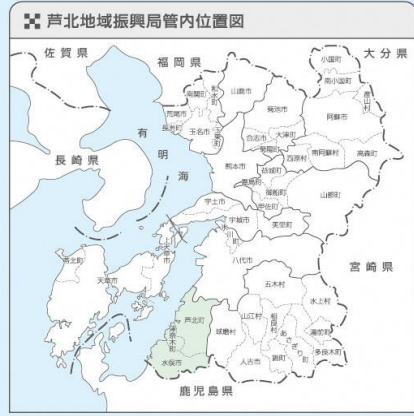 芦北地域振興局管内位置図
佐賀県
福岡県
大分県
小国町
南小国町
産山村
南関町
和水町
山鹿市
菊池市
阿蘇市
荒尾市
長洲町
玉名市
玉東町
合志市
大津町
菊陽町
西原村
南阿蘇村
高森町
有明海
長崎県
熊本市
益城町
嘉島町
御船町
甲佐町
山都町
宇土市
宇城市
美里町
氷川町
上天草市
八代市
宮崎県
苓北町
天草市
五木村
水上村
芦北町
津奈木町
水俣市
球磨村
山江村
相良村
あさぎり町
湯前町
多良木町
人吉市
錦町
鹿児島県